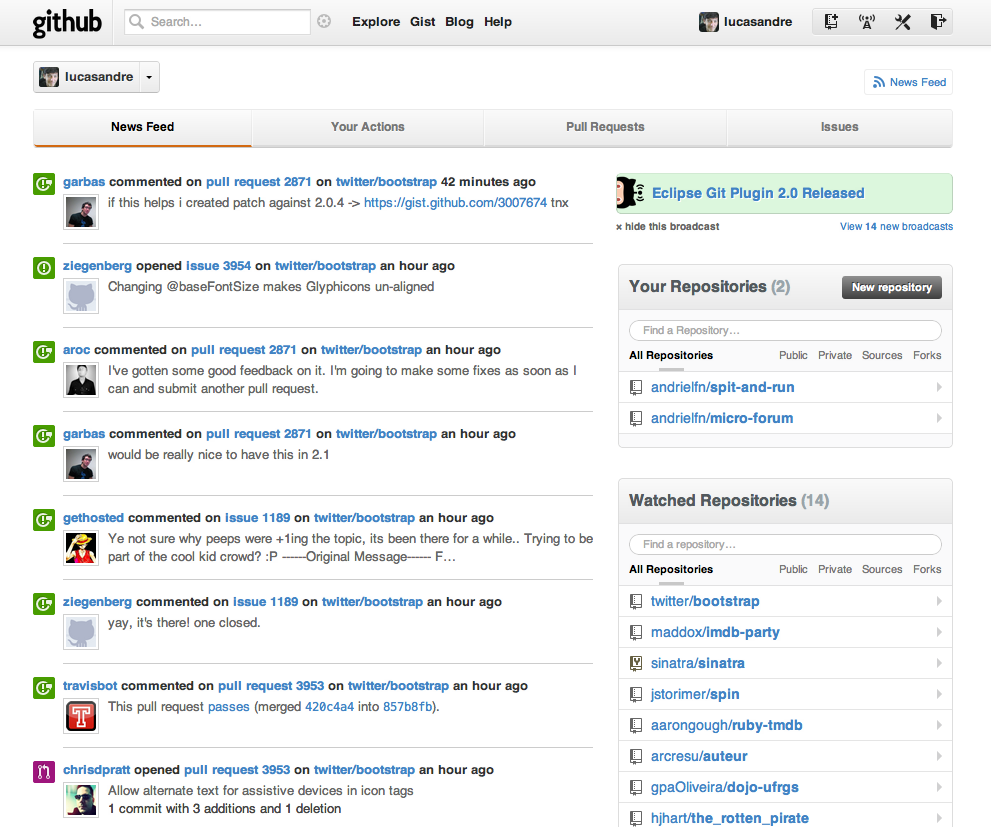 github
Search...
Explore Gist Blog Help
lucasandre
lucasandre
News Feed
News Feed
Your Actions
Pull Requests
Issues
garbas commented on pull request 2871 on twitter/bootstrap 42 minutes ago
if this helps i created patch against 2.0.4 -> https://gist.github.com/3007674 tnx
ziegenberg opened issue 3954 on twitter/bootstrap an hour ago
Changing @baseFontSize makes Glyphicons un-aligned
aroc commented on pull request 2871 on twitter/bootstrap an hour ago
I've gotten some good feedback on it. I'm going to make some fixes as soon as I
can and submit another pull request.
garbas commented on pull request 2871 on twitter/bootstrap an hour ago
would be really nice to have this in 2.1
gethosted commented on issue 1189 on twitter/bootstrap an hour ago
Ye not sure why peeps were +1ing the topic, its been there for a while.. Trying to be
part of the cool kid crowd? :P ------Original Message------ F...
ziegenberg commented on issue 1189 on twitter/bootstrap an hour ago
yay, it's there! one closed.
travisbot commented on pull request 3953 on twitter/bootstrap an hour ago
This pull request passes (merged 420c4a4 into 857b8fb).
chrisdpratt opened pull request 3953 on twitter/bootstrap an hour ago
Allow alternate text for assistive devices in icon tags
1 commit with 3 additions and 1 deletion
Eclipse Git Plugin 2.0 Released
× hide this broadcast
View 14 new broadcasts
Your Repositories (2)
New repository
Find a Repository...
All Repositories Public Private Sources Forks
andrielfn/spit-and-run
andrielfn/micro-forum
Watched Repositories (14)
Find a repository...
All Repositories Public Private Sources Forks
twitter/bootstrap
maddox/imdb-party
sinatra/sinatra
jstorimer/spin
aarongough/ruby-tmdb
arcresu/auteur
gpaOliveira/dojo-ufrgs
hjhart/the_rotten_pirate